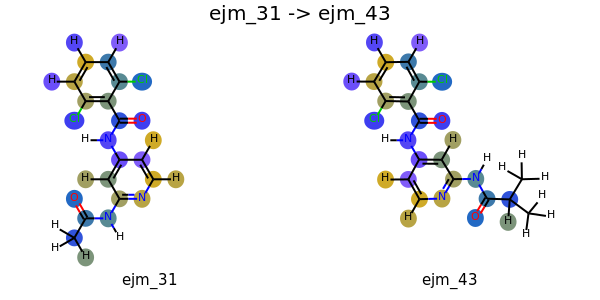 ejm_31 -> ejm_43
H H H H
H Cl H Cl
Cl O Cl O
H N H H N H
H H H N H
N N
O N H O H H H H
H H H H H
ejm_31 ejm_43